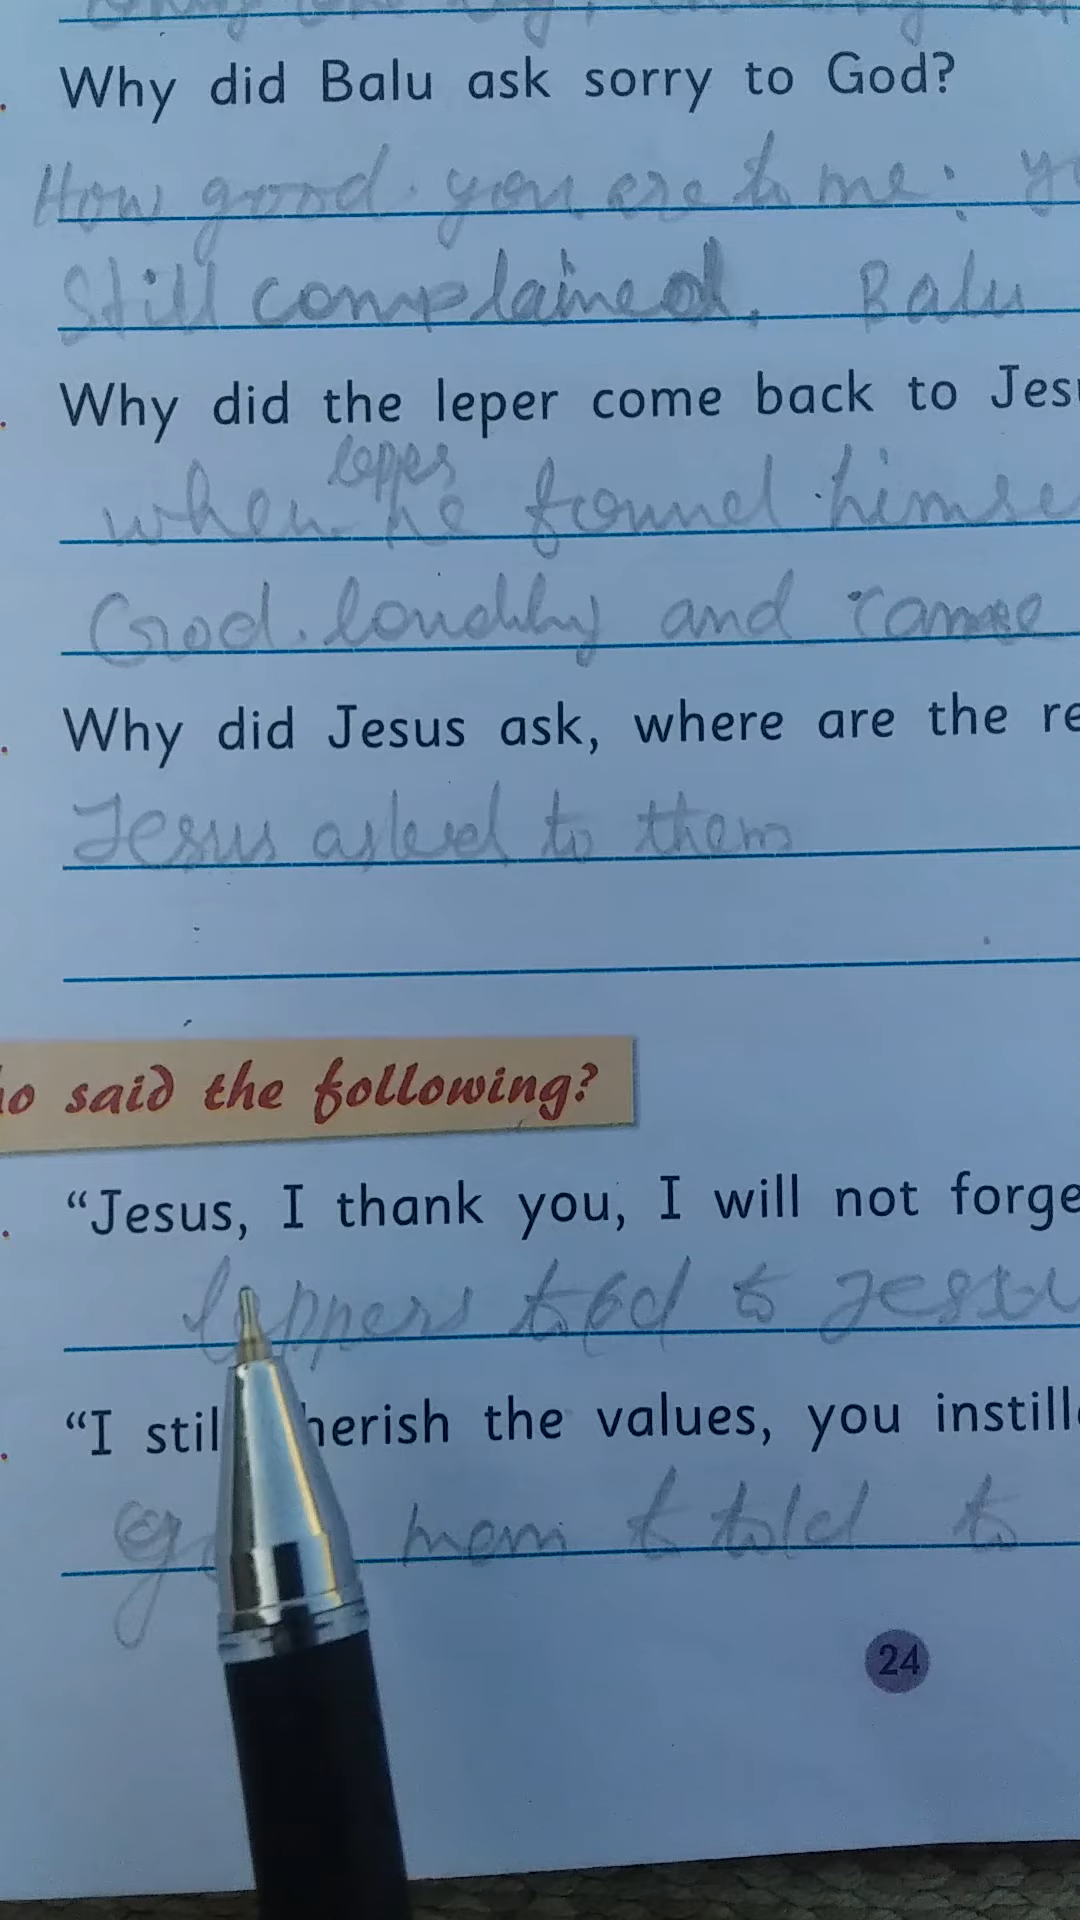 Why did Balu ask sorry to God?
How good you are to me:
Still complained. Balu
Why did the leper come back to Jes
lepper
when he found himse
God loudly and came
Why did Jesus ask, where are the re
Jesus asked to them
o said the following?
"Jesus, I thank you, I will not forge
leppers told to Jesu
"I stil herish the values, you instill
mom t told to
24